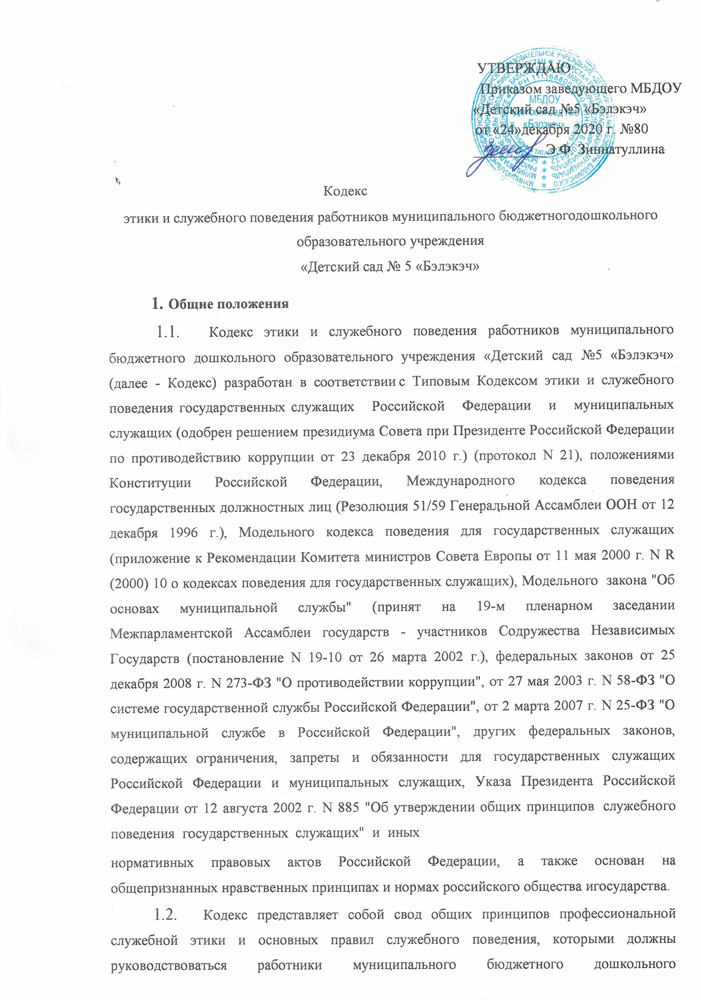 УТВЕРЖДАЮ:
Приказом заведующего МБДОУ
«Детский сад №5 «Бэлэкэч»
от «24»декабря 2020 г. №80
Э.Ф. Зиннатуллина
МБДОУ
«Детский сад №5
«Бэлэкэч»
Кодекс
этики и служебного поведения работников муниципального бюджетногодошкольного
образовательного учреждения
«Детский сад № 5 «Бэлэкэч»
1. Общие положения
1.1. Кодекс этики и служебного поведения работников муниципального
бюджетного дошкольного образовательного учреждения «Детский сад №5 «Бэлэкэч»
(далее - Кодекс) разработан в соответствии с Типовым Кодексом этики и служебного
поведения государственных служащих Российской Федерации и муниципальных
служащих (одобрен решением президиума Совета при Президенте Российской Федерации
по противодействию коррупции от 23 декабря 2010 г.) (протокол N 21), положениями
Конституции Российской Федерации, Международного кодекса поведения
государственных должностных лиц (Резолюция 51/59 Генеральной Ассамблеи ООН от 12
декабря 1996 г.), Модельного кодекса поведения для государственных служащих
(приложение к Рекомендации Комитета министров Совета Европы от 11 мая 2000 г. N R
(2000) 10 о кодексах поведения для государственных служащих), Модельного закона "Об
основах муниципальной службы" (принят на 19-м пленарном заседании
Межпарламентской Ассамблеи государств - участников Содружества Независимых
Государств (постановление N 19-10 от 26 марта 2002 г.), федеральных законов от 25
декабря 2008 г. N 273-ФЗ "О противодействии коррупции", от 27 мая 2003 г. N 58-ФЗ "О
системе государственной службы Российской Федерации", от 2 марта 2007 г. N 25-ФЗ "О
муниципальной службе в Российской Федерации", других федеральных законов,
содержащих ограничения, запреты и обязанности для государственных служащих
Российской Федерации и муниципальных служащих, Указа Президента Российской
Федерации от 12 августа 2002 г. N 885 "Об утверждении общих принципов служебного
поведения государственных служащих" и иных
нормативных правовых актов Российской Федерации, а также основан на
общепризнанных нравственных принципах и нормах российского общества игосударства.
1.2. Кодекс представляет собой свод общих принципов профессиональной
служебной этики и основных правил служебного поведения, которыми должны
руководствоваться работники муниципального бюджетного дошкольного